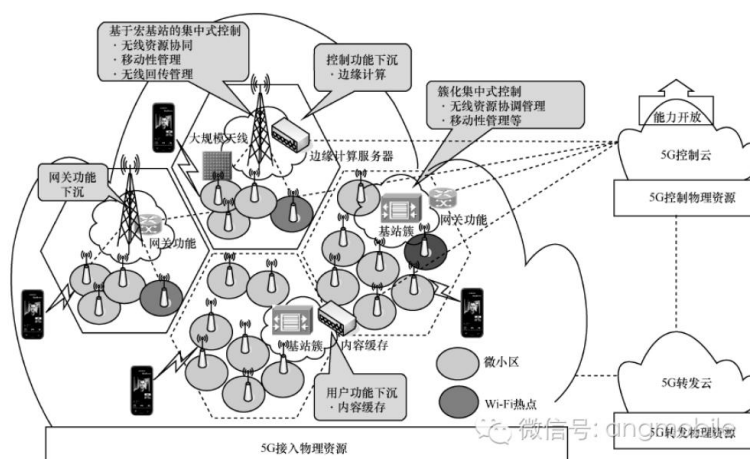 基于宏基站的集中式控制
· 无线资源协同
· 移动性管理
· 无线回传管理
控制功能下沉
· 边缘计算
簇化集中式控制
· 无线资源协调管理
· 移动性管理等
能力开放
5G控制云
5G控制物理资源
大规模天线
边缘计算服务器
网关功能
下沉
网关功能
基站簇
网关功能
基站簇
内容缓存
用户功能下沉
· 内容缓存
微小区
Wi-Fi热点
5G转发云
5G转发物理资源
微信号: angmobile
5G接入物理资源